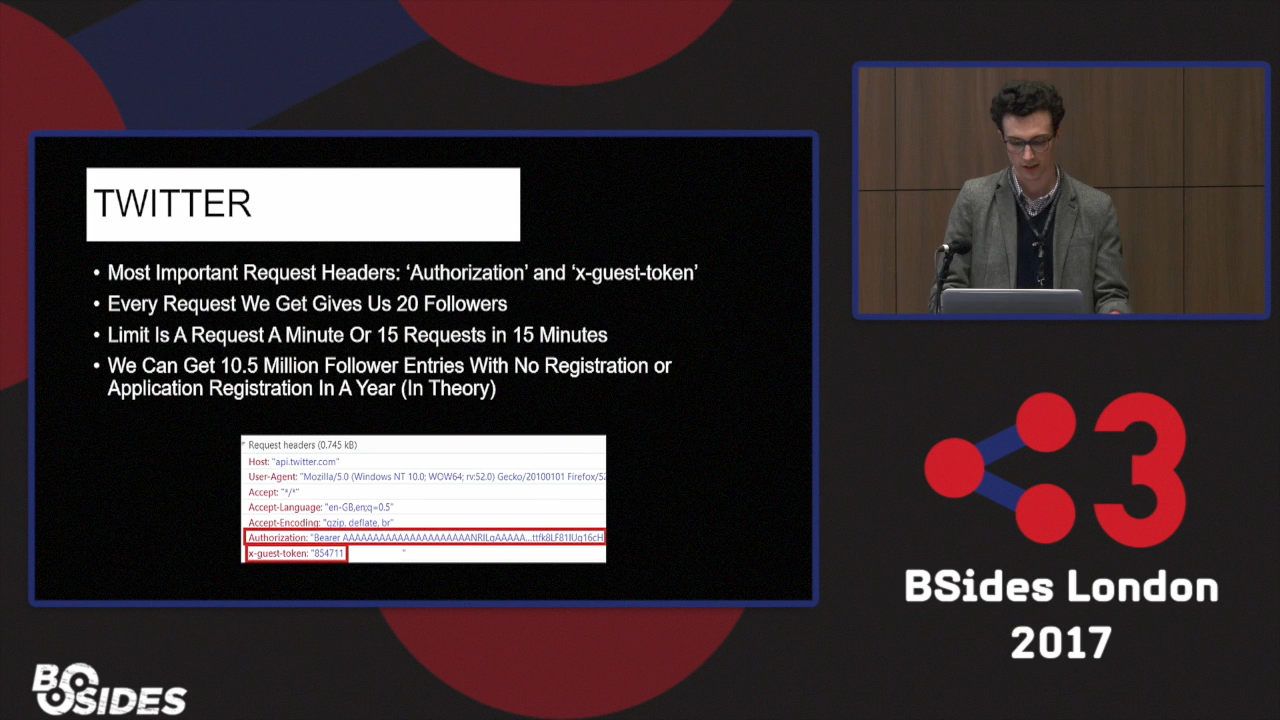 TWITTER
• Most Important Request Headers: ‘Authorization’ and ‘x-guest-token’
• Every Request We Get Gives Us 20 Followers
• Limit Is A Request A Minute Or 15 Requests in 15 Minutes
• We Can Get 10.5 Million Follower Entries With No Registration or
Application Registration In A Year (In Theory)
Request headers (0.745 kB)
Host: "api.twitter.com"
User-Agent: "Mozilla/5.0 (Windows NT 10.0; WOW64; rv:52.0) Gecko/20100101 Firefox/52
Accept: "*/*"
Accept-Language: "en-GB,en;q=0.5"
Accept-Encoding: "gzip, deflate, br"
Authorization: "Bearer
x-guest-token: "854711 "
3
BSides London
2017
BSIDES